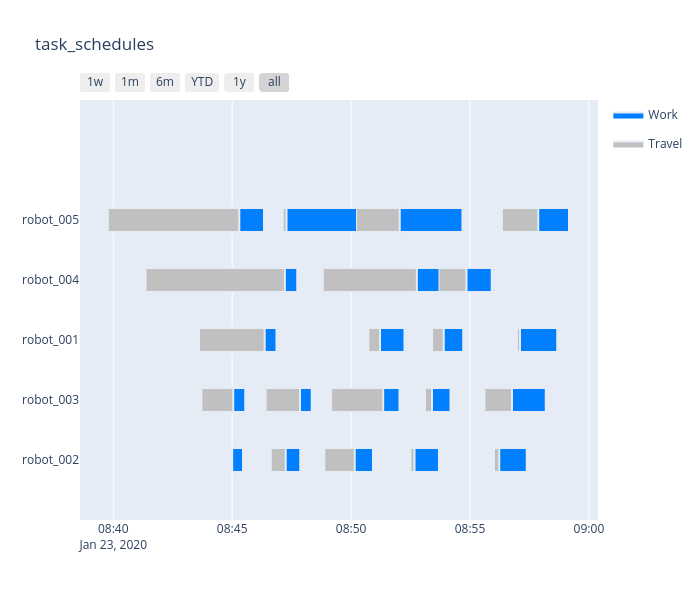 task_schedules
1w 1m 6m YTD 1y all
Work
Travel
robot_005
robot_004
robot_001
robot_003
robot_002
08:40 08:45 08:50 08:55 09:00
Jan 23, 2020